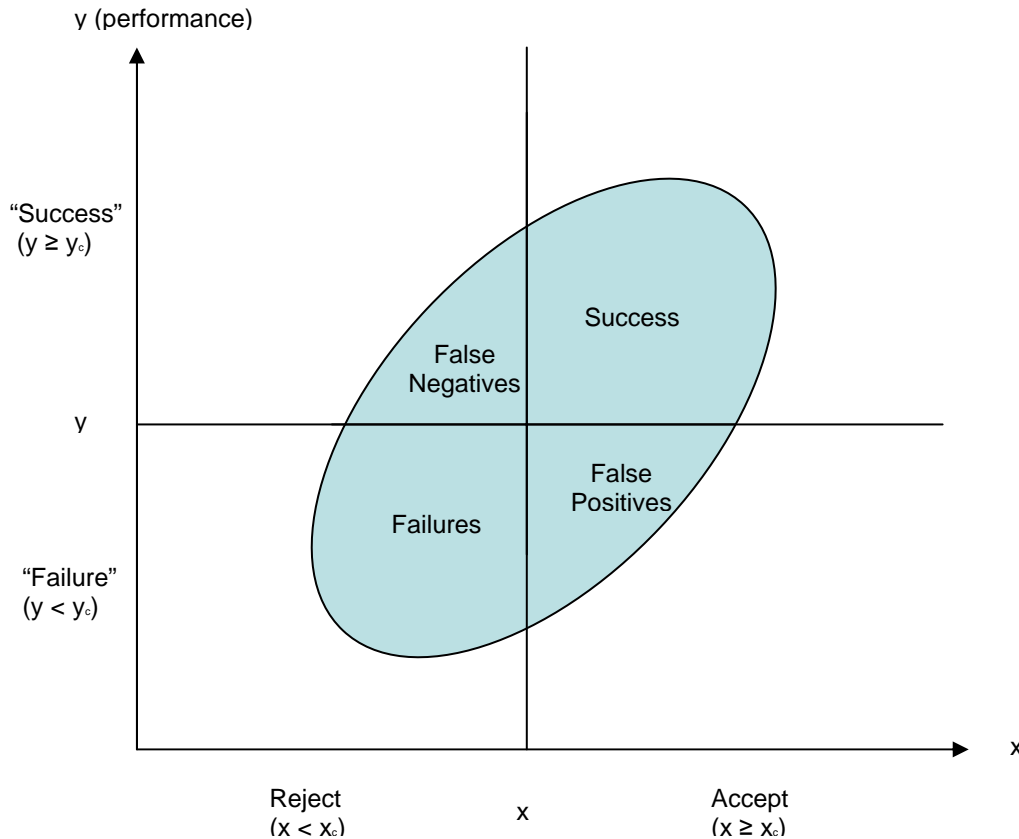 y (performance)
“Success”
(y ≥ yc)
Success
False
Negatives
y
False
Positives
Failures
“Failure”
(y < yc)
x
Reject
(x < xc)
x
Accept
(x ≥ xc)